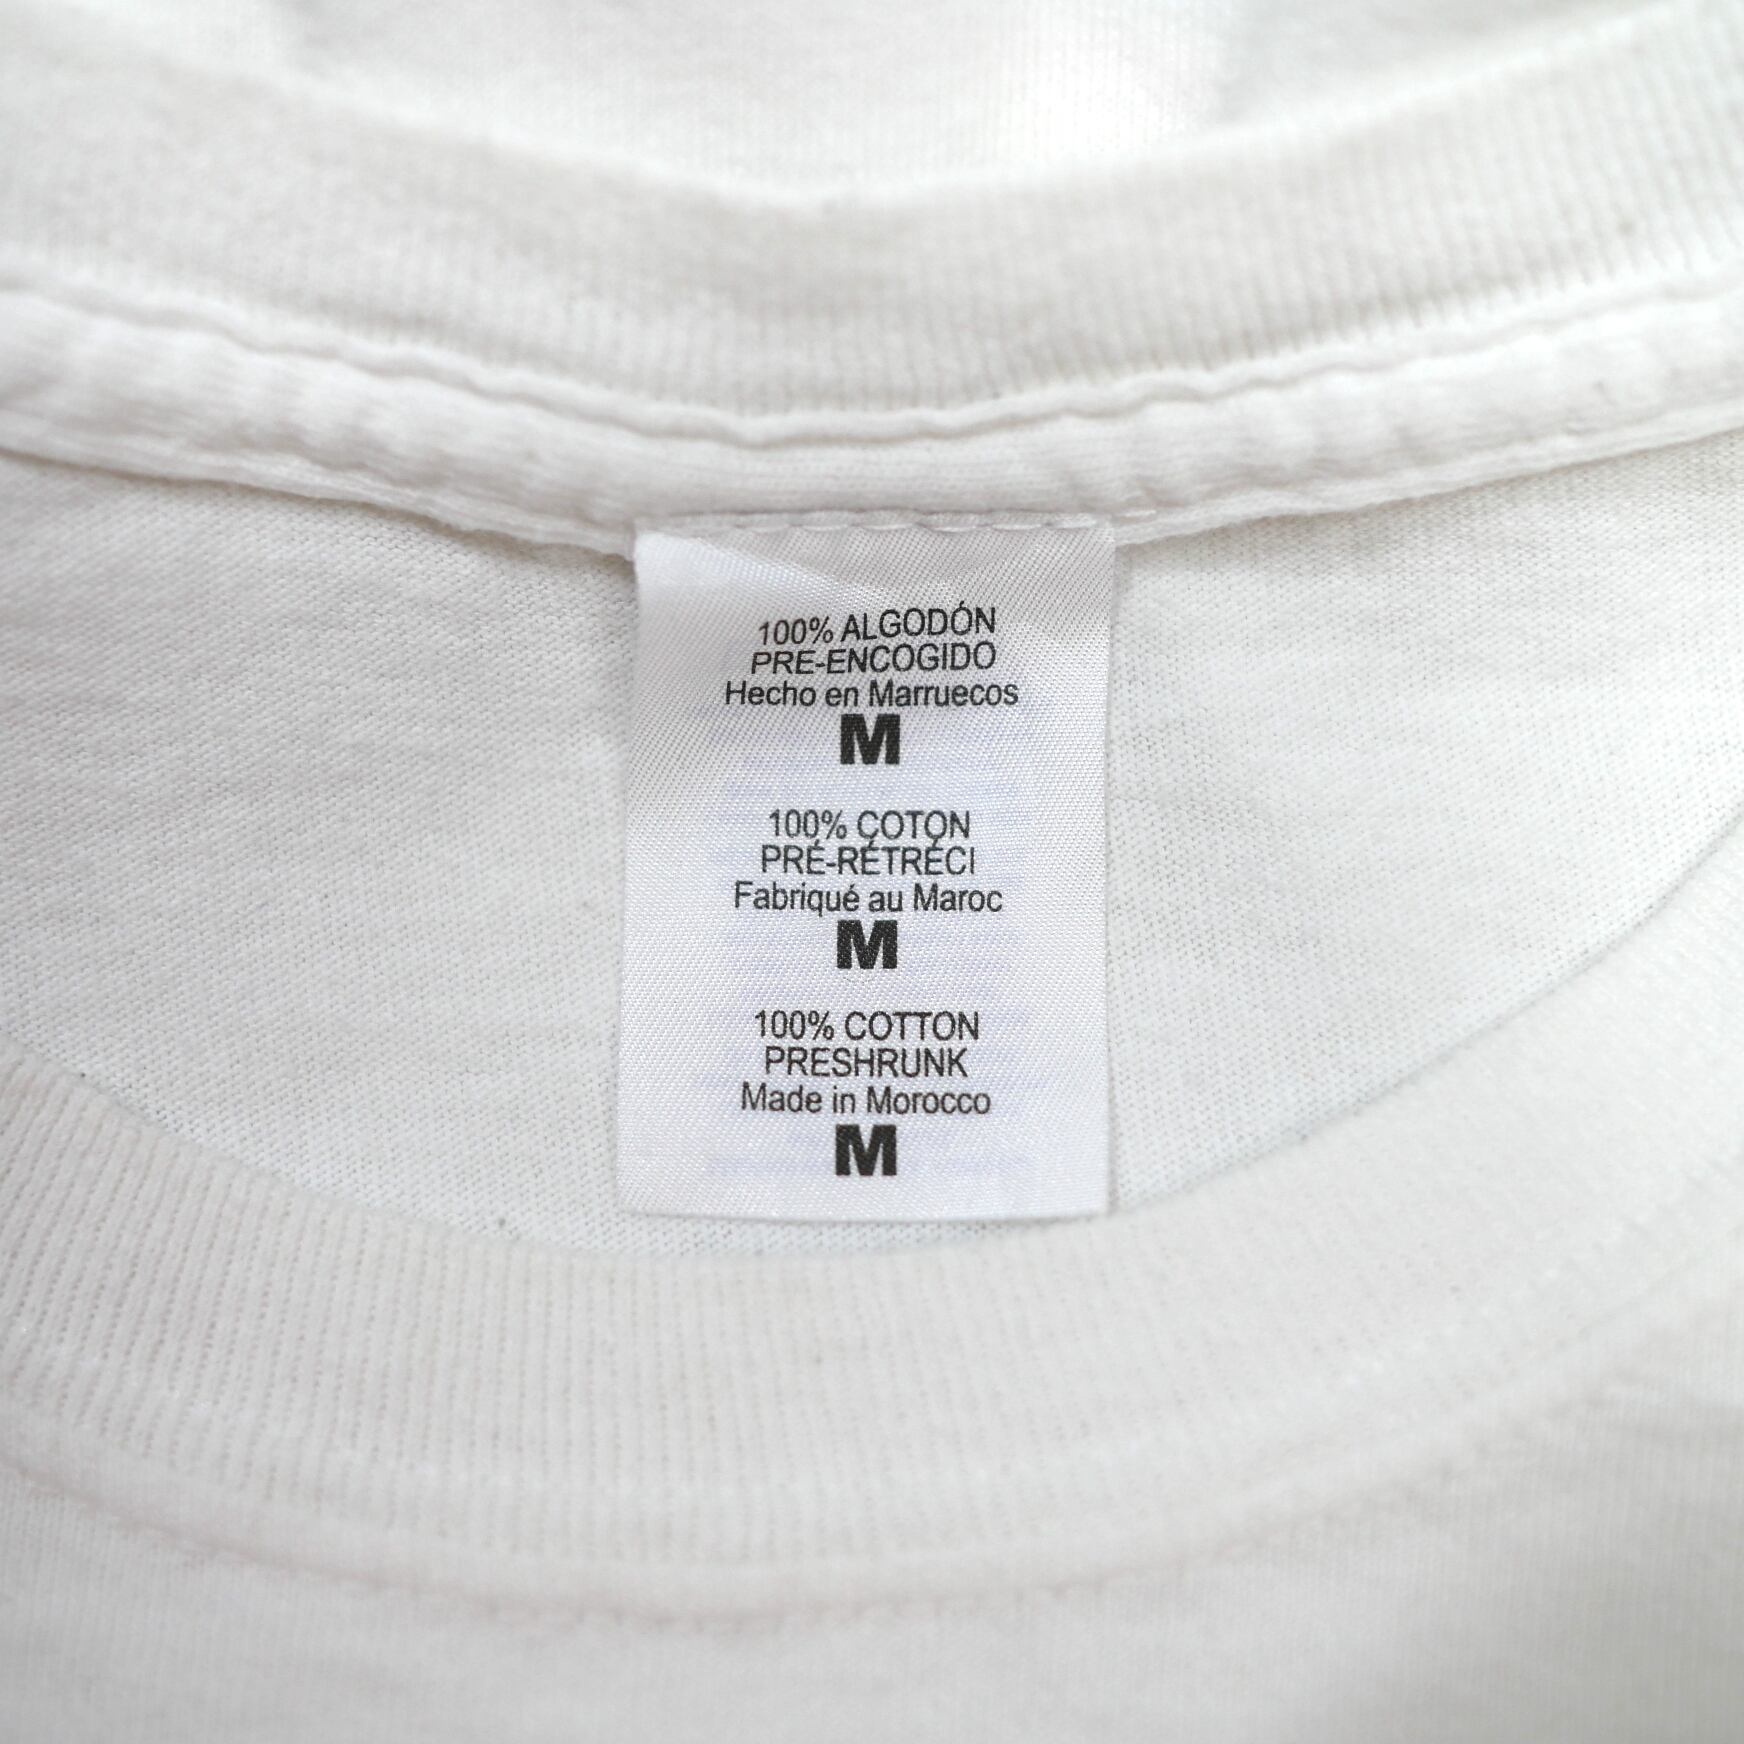 100% ALGODÓN
PRE-ENCOGIDO
Hecho en Marruecos
M
100% COTON
PRÉ-RÉTRÉCI
Fabriqué au Maroc
M
100% COTTON
PRESHRUNK
Made in Morocco
M